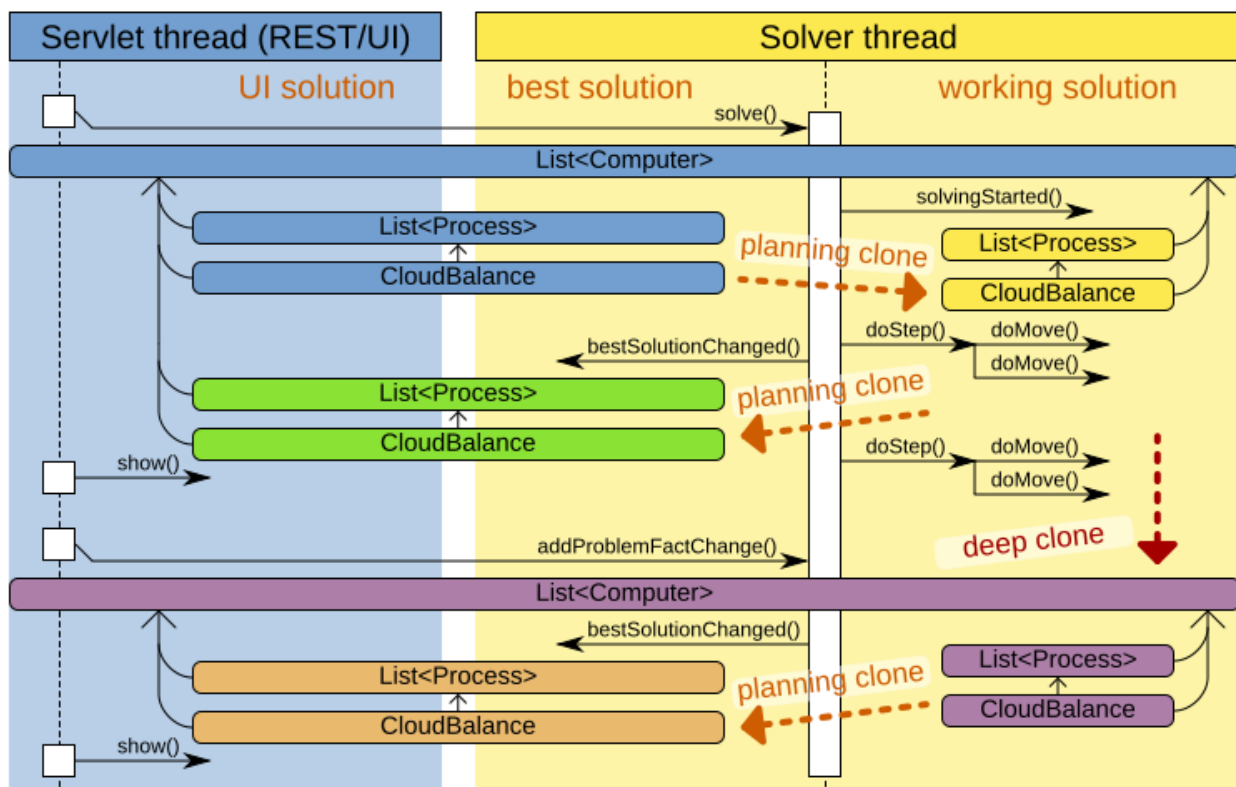 Servlet thread (REST/UI)
Solver thread
UI solution
best solution
working solution
solve()
List<Computer>
solvingStarted()
List<Process>
List<Process>
planning clone
CloudBalance
CloudBalance
doStep()
doMove()
bestSolutionChanged()
doMove()
List<Process>
planning clone
CloudBalance
doStep()
doMove()
show()
doMove()
deep clone
addProblemFactChange()
List<Computer>
bestSolutionChanged()
List<Process>
List<Process>
planning clone
CloudBalance
CloudBalance
show()